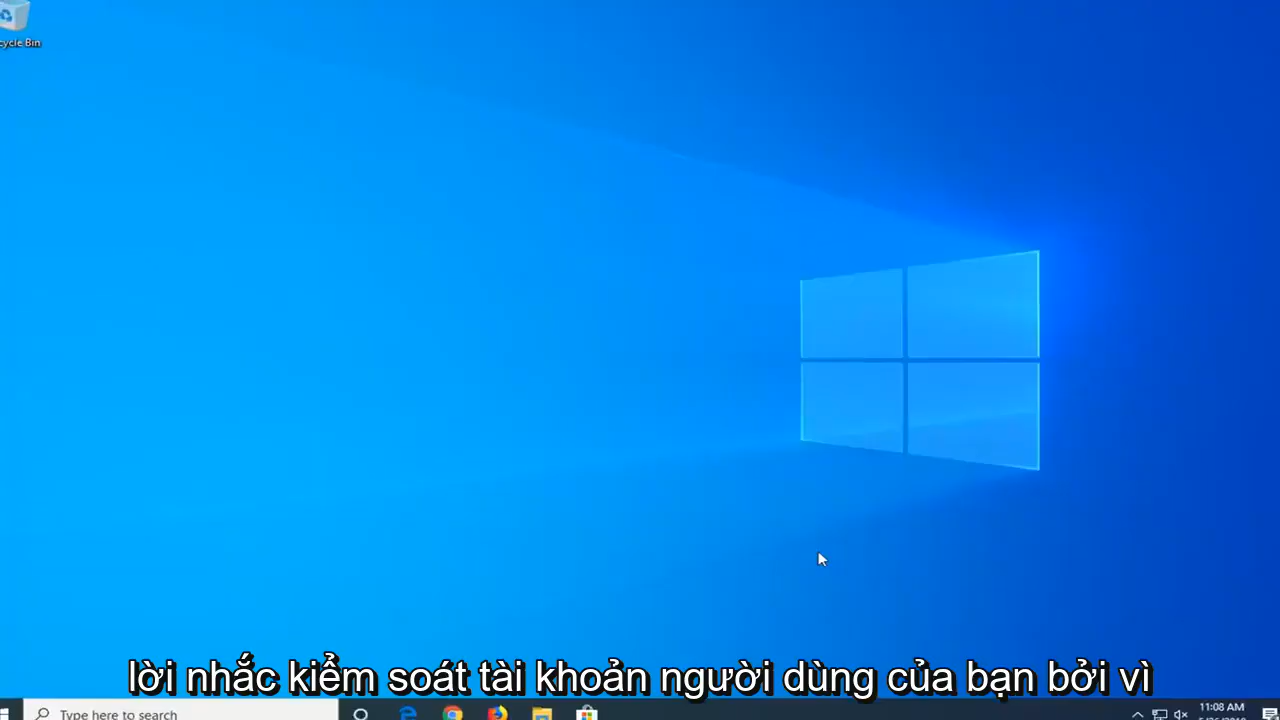 cycle Bin
lời nhắc kiểm soát tài khoản người dùng của bạn bởi vì
Type here to search
11:08 AM